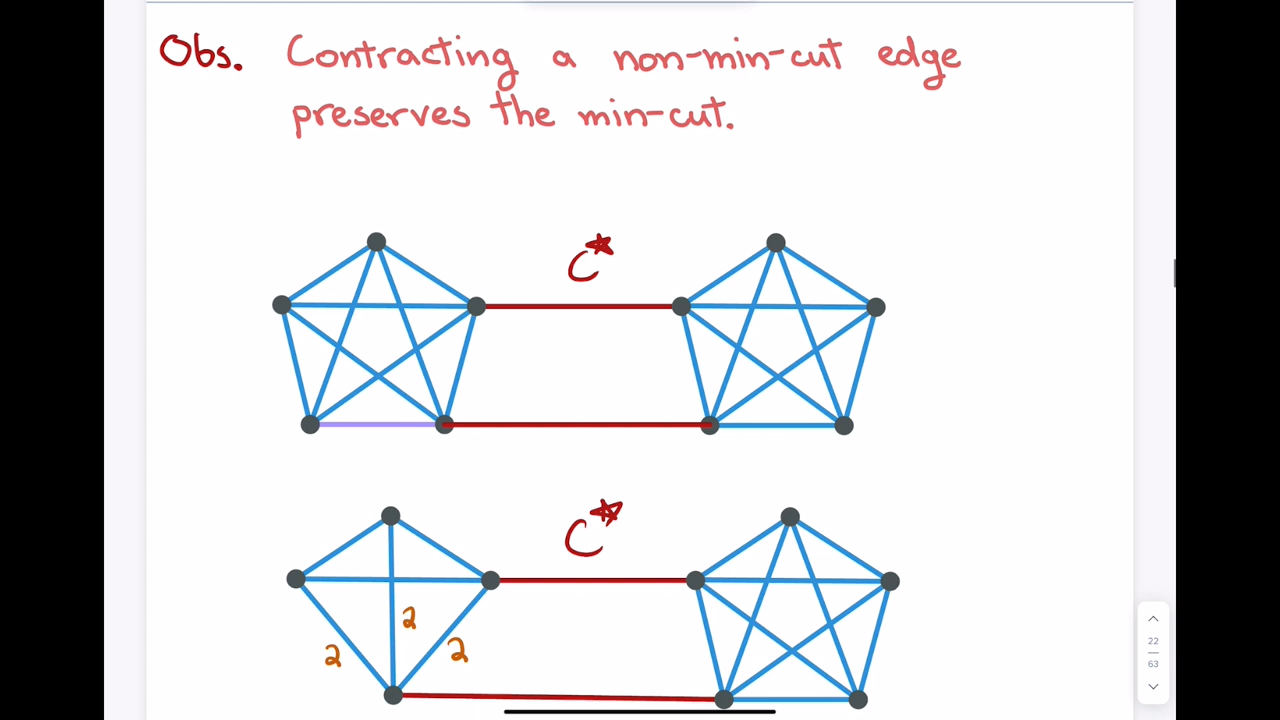 Obs. Contracting a non-min-cut edge
preserves the min-cut.
C*
C*
2
2
2
22
63